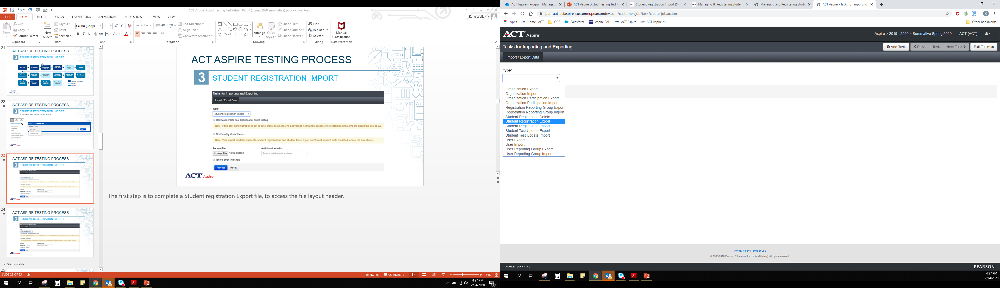 ACT Aspire District Testing Test Admin Part 1 (Spring 2020 Summative).pptx - PowerPoint
FILE HOME INSERT DESIGN TRANSITIONS ANIMATIONS SLIDE SHOW REVIEW VIEW
Katie Wollan
Paste
Cut
Copy
Format Painter
Clipboard
New Slide
Layout
Reset
Section
Slides
Calibri (Body) 12
B I U S abc AV Aa A
Font
Text Direction
Align Text
Convert to SmartArt
Paragraph
Arrange
Quick Styles
Shape Fill
Shape Outline
Shape Effects
Drawing
Find
Replace
Select
Editing
Manual Classification
Data Protection
21
ACT ASPIRE TESTING PROCESS
3 STUDENT REGISTRATION IMPORT
ACT Aspire
22
ACT ASPIRE TESTING PROCESS
3 STUDENT REGISTRATION IMPORT
• SETUP > IMPORT / EXPORT DATA
Import / Export Data
ACT
23
ACT ASPIRE TESTING PROCESS
3 STUDENT REGISTRATION IMPORT
ACT
24
ACT ASPIRE TESTING PROCESS
3 STUDENT REGISTRATION IMPORT
ACT
Step 4 - PNP
25
ACT ASPIRE TESTING PROCESS
3 STUDENT REGISTRATION IMPORT
Tasks for Importing and Exporting
Import / Export Data
Type*
Student Registration Import
Don't auto-create Test Sessions for online testing
Note: If this test administration is set to auto-create test sessions but you do not want test sessions created from this import, check the box above.
Don't modify student tests
Note: This import modifies students, student registrations and student tests. If you don't want student tests modified, check the box above.
Source File Additional e-mails
Choose File No file chosen Enter a valid e-mail address
Ignore Error Threshold
Process Reset
ACT Aspire
The first step is to complete a Student registration Export file, to access the file layout header.
SLIDE 23 OF 53 NOTES COMMENTS 74%
4:27 PM
2/14/2020
ACT Aspire - Program Managed
ACT Aspire District Testing Test A
Student Registration Import (SRI)
Managing & Registering Student
Managing and Registering Stude
ACT Aspire - Tasks for Importing
pan-uat-actaspire-customer.pearsondev.com/customer/job/task/create-job.action
Apps Home | ACT OCF Salesforce Aspire PAN ACT Aspire ACT Aspire KH Other bookmarks
ACT Aspire
Aspire > 2019 - 2020 > Summative Spring 2020 ACT (ACT)
Tasks for Importing and Exporting
Add Task Previous Task Next Task Exit Tasks
Import / Export Data
Type*
Organization Export
Organization Import
Organization Participation Export
Organization Participation Import
Registration Reporting Group Export
Registration Reporting Group Import
Student Registration Delete
Student Registration Export
Student Registration Import
Student Test Update Export
Student Test Update Import
User Export
User Import
User Reporting Group Export
User Reporting Group Import
Privacy Policy | Terms of Use
© 1998-2018 Pearson Education, Inc. or its affiliate(s). All rights reserved.
ALWAYS LEARNING PEARSON
4:27 PM
2/14/2020